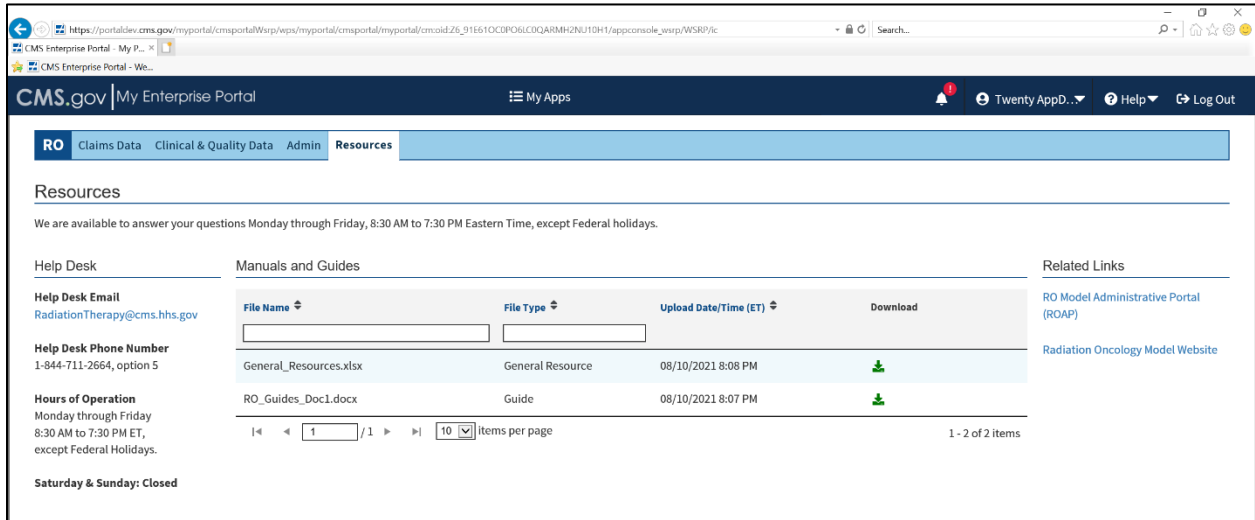 https://portaldev.cms.gov/myportal/cmsportalWsrp/wps/myportal/cmsportal/myportal/cmoid:Z6_91E61OC0PO6LC0QARMH2NU10H1/appconsole_wsrp/WSRP/ic
Search...
CMS Enterprise Portal - My P...
CMS Enterprise Portal - We...
CMS.gov | My Enterprise Portal
My Apps
!
Twenty AppD...
Help
Log Out
RO Claims Data Clinical & Quality Data Admin Resources
Resources
We are available to answer your questions Monday through Friday, 8:30 AM to 7:30 PM Eastern Time, except Federal holidays.
Help Desk
Help Desk Email
RadiationTherapy@cms.hhs.gov
Help Desk Phone Number
1-844-711-2664, option 5
Hours of Operation
Monday through Friday
8:30 AM to 7:30 PM ET,
except Federal Holidays.
Saturday & Sunday: Closed
Manuals and Guides
File Name File Type Upload Date/Time (ET) Download
General_Resources.xlsx General Resource 08/10/2021 8:08 PM
RO_Guides_Doc1.docx Guide 08/10/2021 8:07 PM
1 / 1 10 items per page 1 - 2 of 2 items
Related Links
RO Model Administrative Portal
(ROAP)
Radiation Oncology Model Website